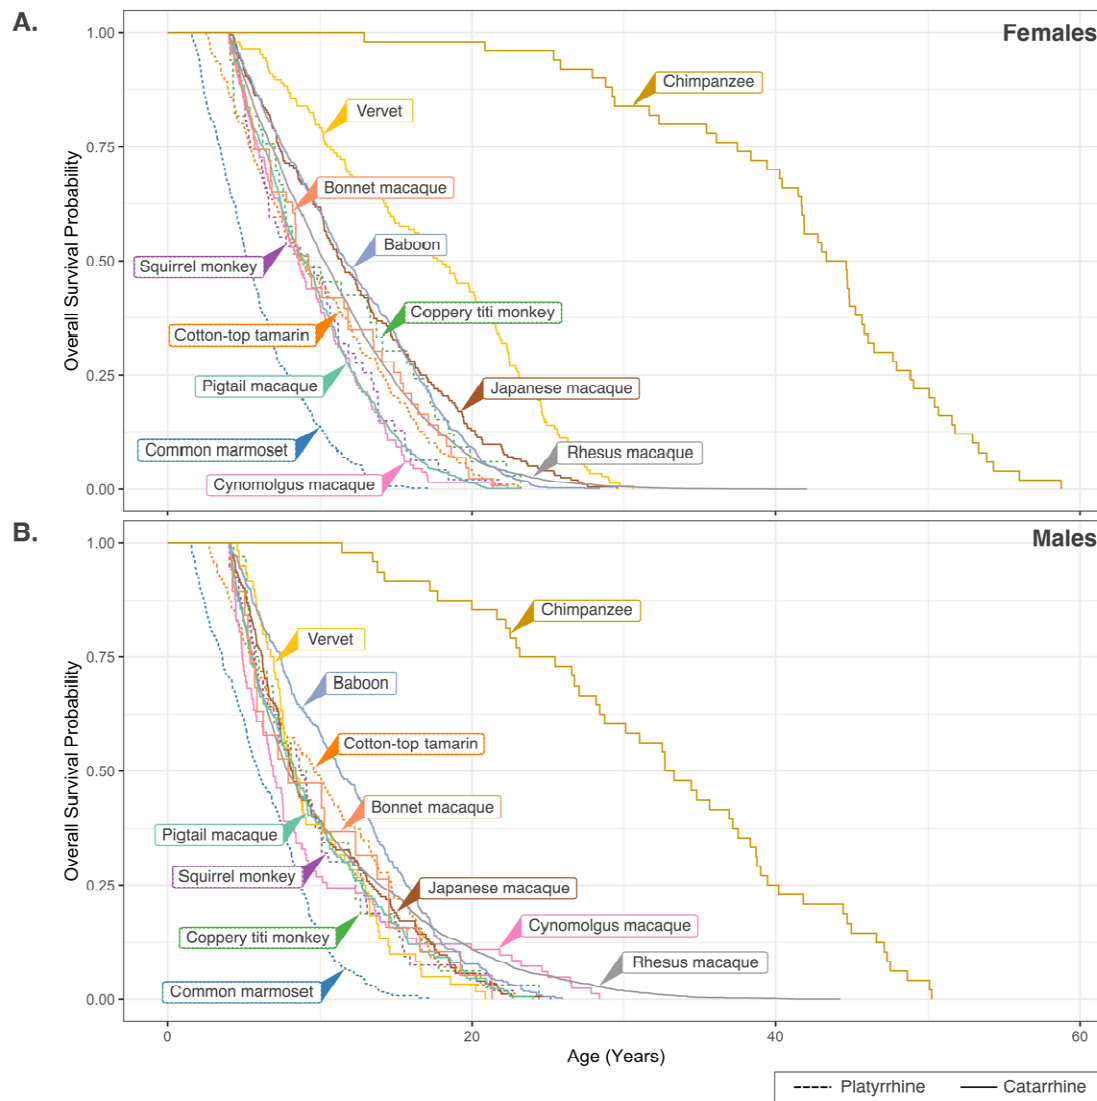 A.
Females
1.00
Chimpanzee
Vervet
0.75
Bonnet macaque
Baboon
0.50
Squirrel monkey
Coppery titi monkey
Cotton-top tamarin
Pigtail macaque
Japanese macaque
0.25
Common marmoset
Rhesus macaque
Cynomolgus macaque
0.00
Overall Survival Probability
B.
Males
1.00
Chimpanzee
Vervet
0.75
Baboon
Cotton-top tamarin
0.50
Bonnet macaque
Pigtail macaque
Squirrel monkey
Japanese macaque
0.25
Cynomolgus macaque
Coppery titi monkey
Rhesus macaque
Common marmoset
0.00
Overall Survival Probability
0 20 40 60
Age (Years)
Platyrrhine Catarrhine